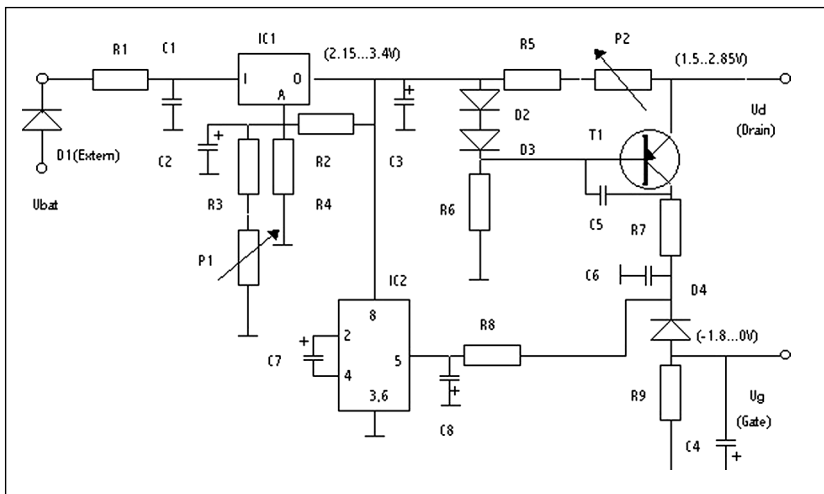 R1
C1
IC1
(2.15...3.4V)
R5
P2
(1.5...2.85V)
I
O
A
Ud
(Drain)
D1(Extern)
Ubat
C2
R2
C3
D2
D3
T1
R3
R4
R6
C5
R7
P1
C6
IC2
D4
8
R8
(-1.8...0V)
2
C7
5
4
R9
Ug
(Gate)
3,6
C8
C4